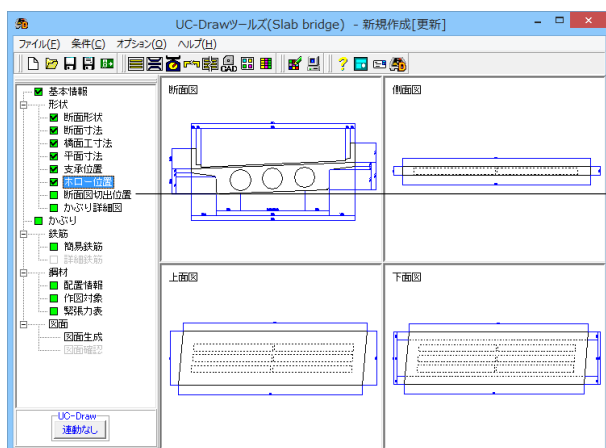 UC-Drawツールズ(Slab bridge) - 新規作成[更新]
ファイル(F) 条件(C) オプション(O) ヘルプ(H)
CAD
基本情報
形状
断面形状
断面寸法
橋面工寸法
平面寸法
支承位置
ホロー位置
断面図切出位置
かぶり詳細図
かぶり
鉄筋
簡易鉄筋
詳細鉄筋
鋼材
配置情報
作図対象
緊張力表
図面
図面生成
図面確認
UC-Draw
連動なし
断面図
側面図
上面図
下面図